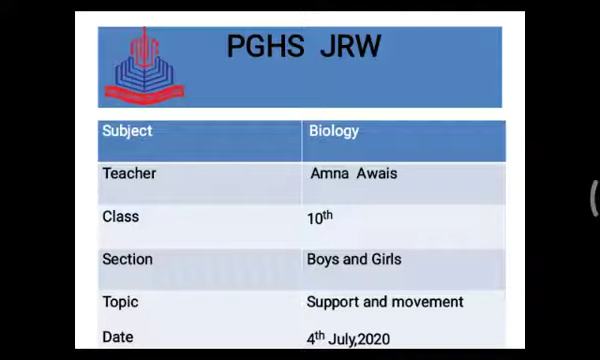 PGHS JRW
Subject Biology
Teacher Amna Awais
Class 10th
Section Boys and Girls
Topic Support and movement
Date 4th July,2020